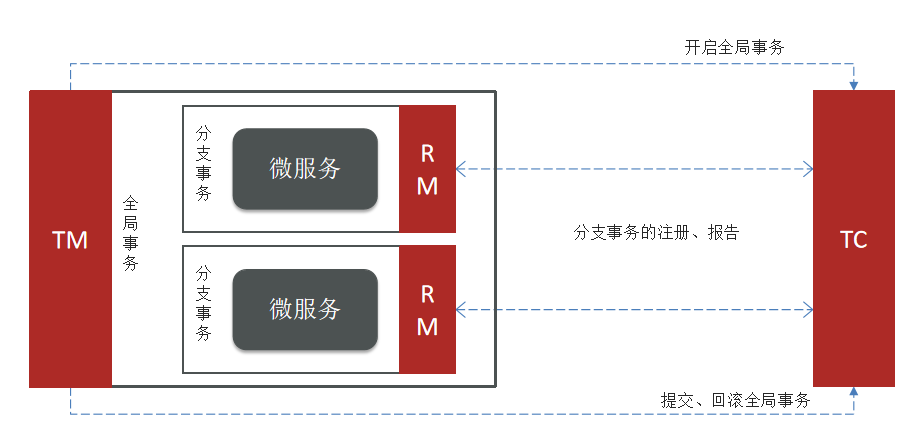 开启全局事务
TM
全局事务
分支事务
微服务
RM
分支事务的注册、报告
TC
分支事务
微服务
RM
提交、回滚全局事务